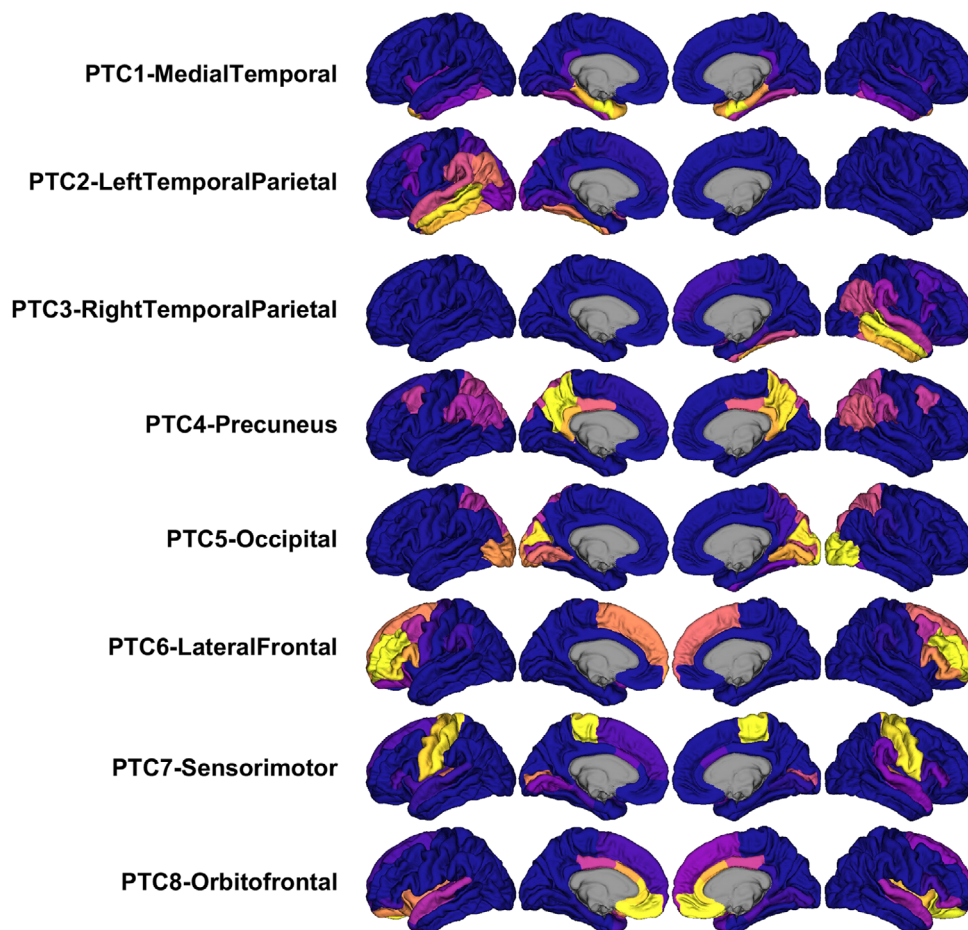 PTC1-MedialTemporal
PTC2-LeftTemporalParietal
PTC3-RightTemporalParietal
PTC4-Precuneus
PTC5-Occipital
PTC6-LateralFrontal
PTC7-Sensorimotor
PTC8-Orbitofrontal